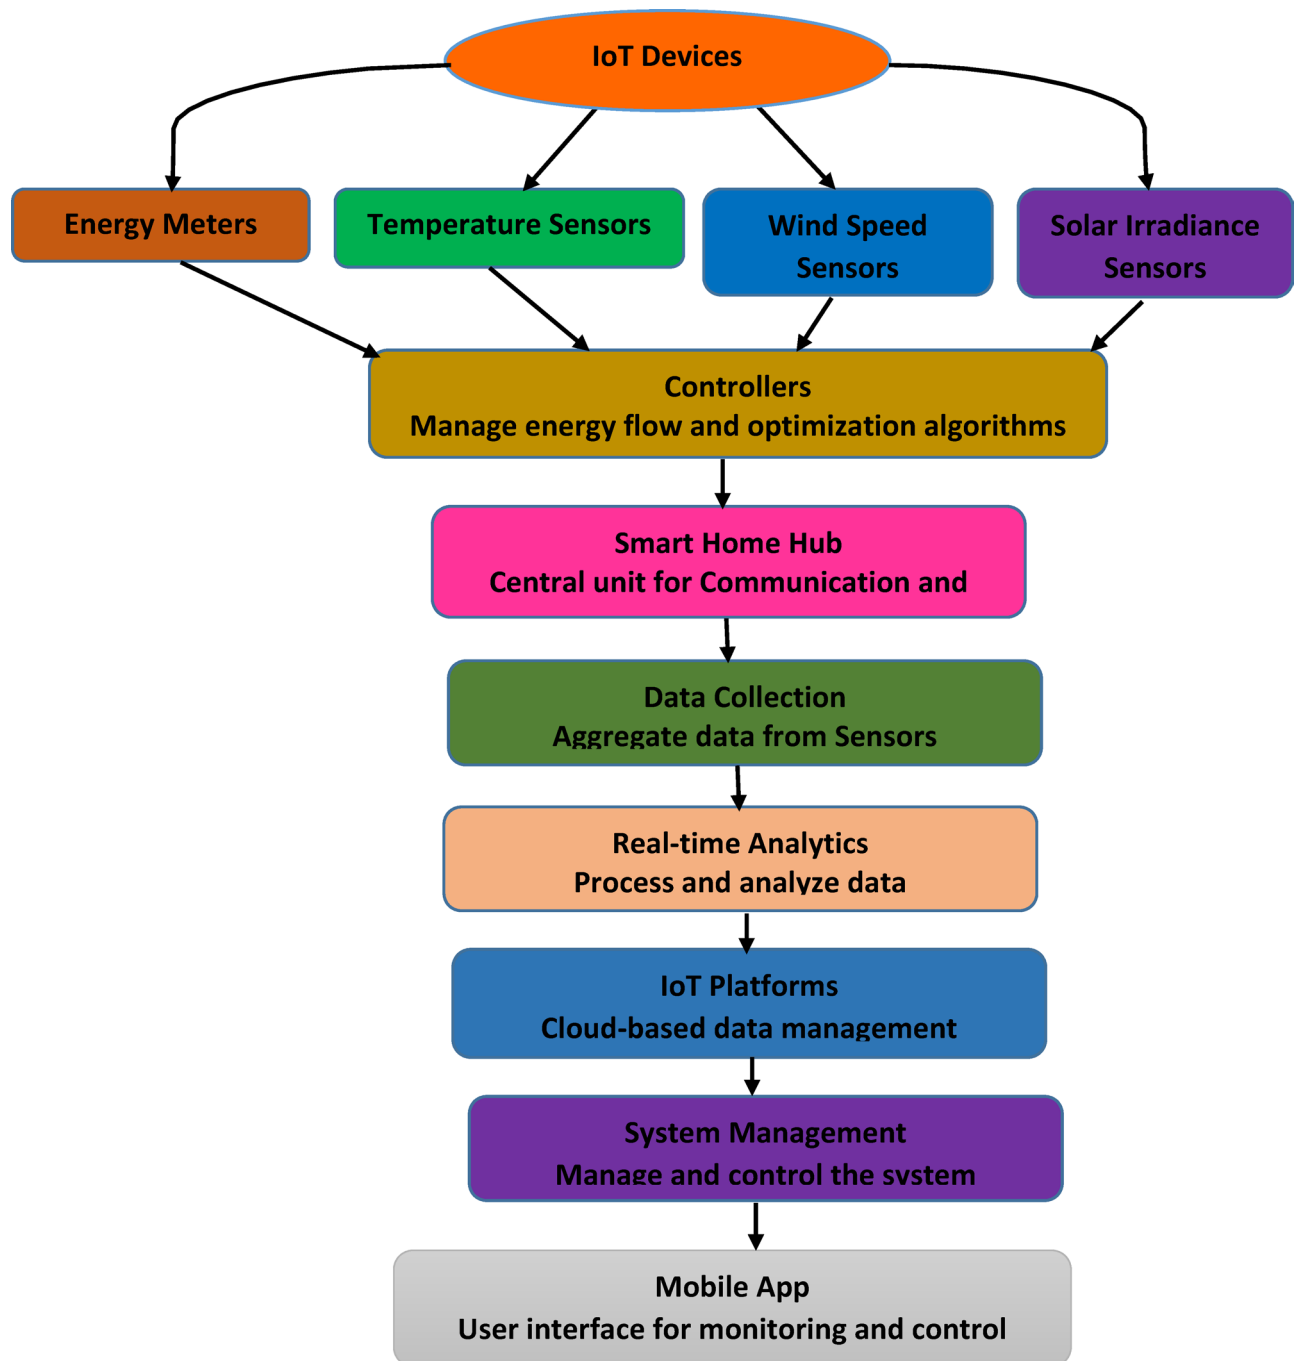 IoT Devices
Energy Meters
Temperature Sensors
Wind Speed
Sensors
Solar Irradiance
Sensors
Controllers
Manage energy flow and optimization algorithms
Smart Home Hub
Central unit for Communication and
Data Collection
Aggregate data from Sensors
Real-time Analytics
Process and analyze data
IoT Platforms
Cloud-based data management
System Management
Manage and control the system
Mobile App
User interface for monitoring and control